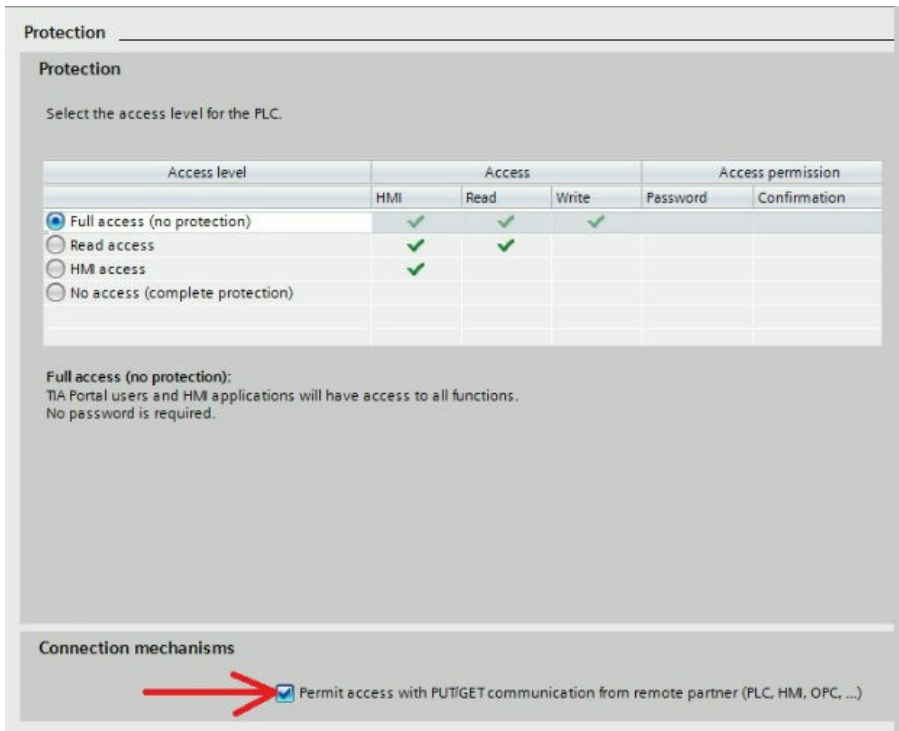 Protection
Protection
Select the access level for the PLC.
Access level Access Access permission
HMI Read Write Password Confirmation
Full access (no protection)
Read access
HMI access
No access (complete protection)
Full access (no protection):
TIA Portal users and HMI applications will have access to all functions.
No password is required.
Connection mechanisms
Permit access with PUT/GET communication from remote partner (PLC, HMI, OPC, ...)